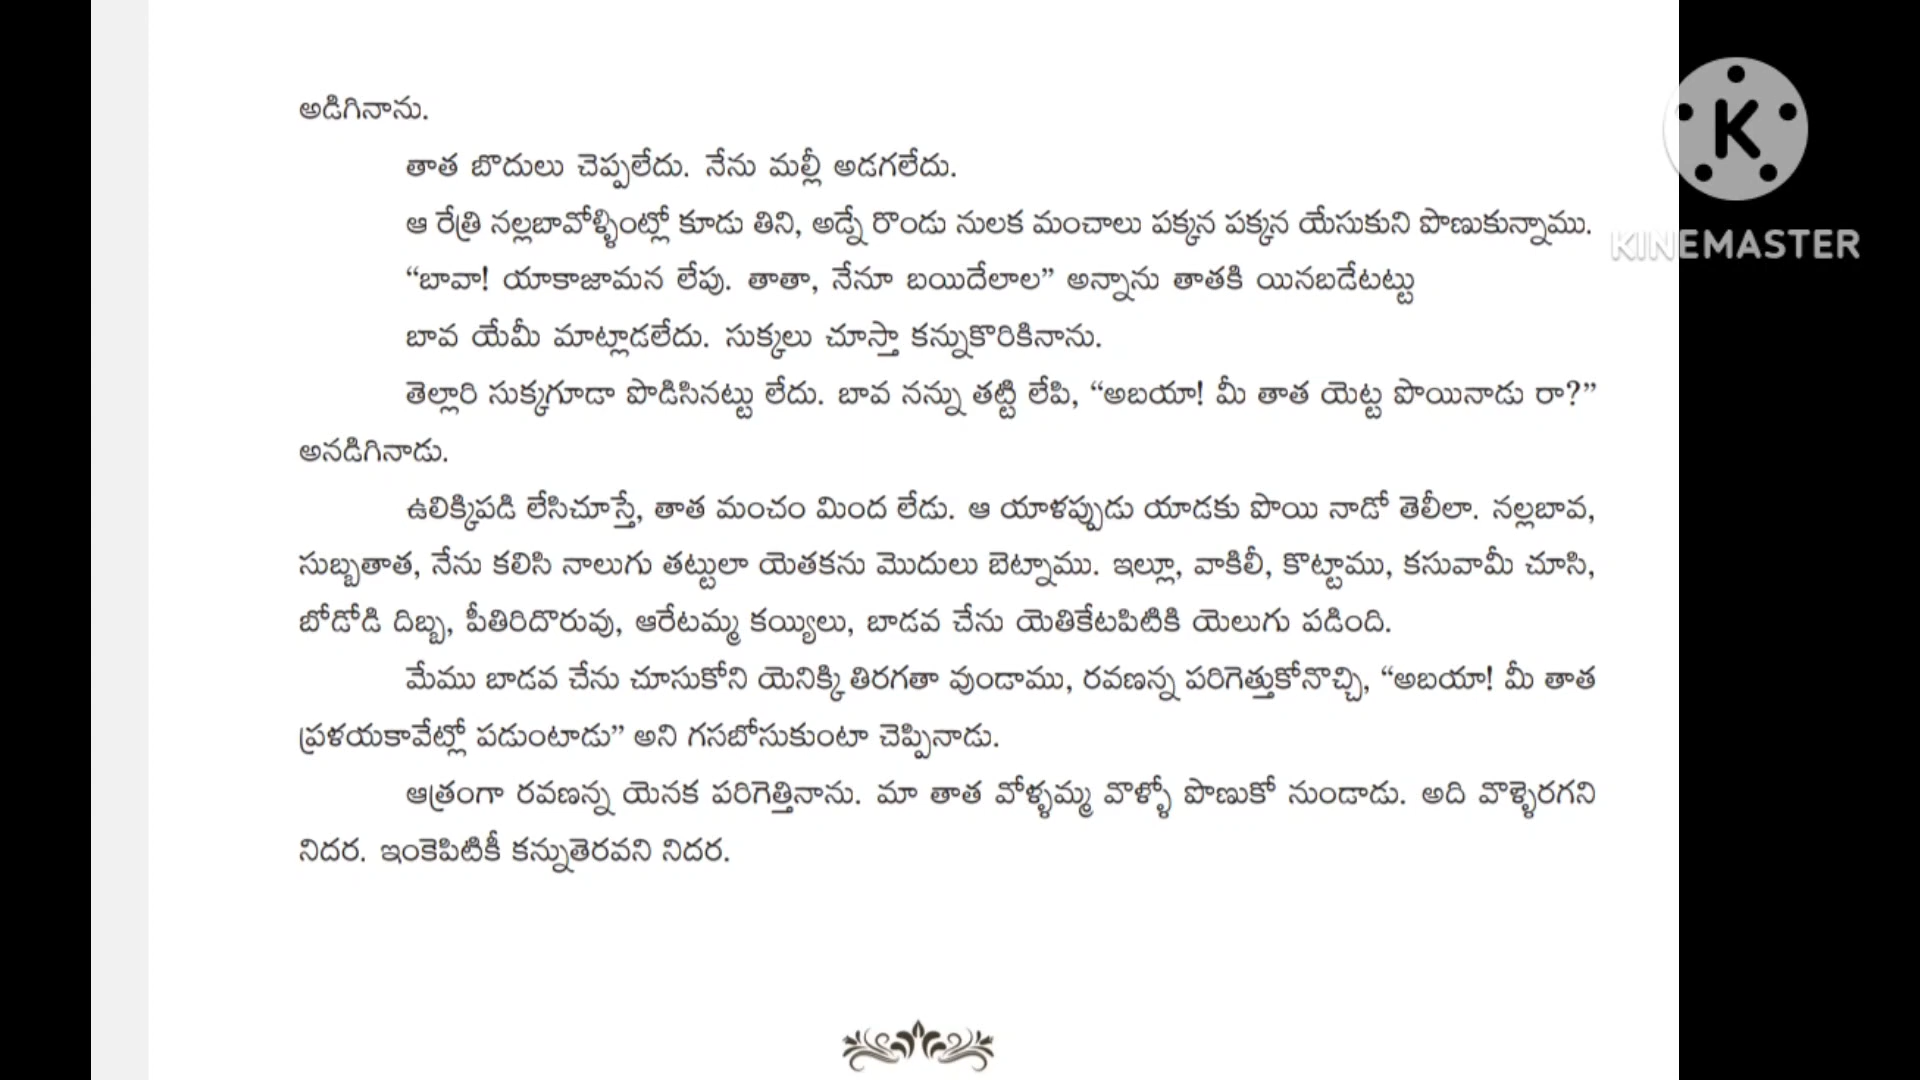 అడిగినాను.
తాత బొదులు చెప్పలేదు. నేను మల్లీ అడగలేదు.
ఆ రేత్రి నల్లబావోళ్ళింట్లో కూడు తిని, అడ్నే రొండు నులక మంచాలు పక్కన పక్కన యేసుకుని పొణుకున్నాము.
“బావా! యాకాజామన లేపు. తాతా, నేనూ బయిదేలాల” అన్నాను తాతకి యినబడేటట్టు
బావ యేమీ మాట్లాడలేదు. సుక్కలు చూస్తా కన్నుకొరికినాను.
తెల్లారి సుక్కగూడా పొడిసినట్టు లేదు. బావ నన్ను తట్టి లేపి, “అబయా! మీ తాత యెట్ట పొయినాడు రా?”
అనడిగినాడు.
ఉలిక్కిపడి లేసిచూస్తే, తాత మంచం మింద లేడు. ఆ యాళప్పుడు యాడకు పొయి నాడో తెలీలా. నల్లబావ,
సుబ్బతాత, నేను కలిసి నాలుగు తట్టులా యెతకను మొదులు బెట్నాము. ఇల్లూ, వాకిలీ, కొట్టాము, కసువామీ చూసి,
బోడోడి దిబ్బ, పీతిరిదొరువు, ఆరేటమ్మ కయ్యిలు, బాడవ చేను యెతికేటపిటికి యెలుగు పడింది.
మేము బాడవ చేను చూసుకోని యెనిక్కితిరగతా వుండాము, రవణన్న పరిగెత్తుకోనొచ్చి, “అబయా! మీ తాత
ప్రళయకావేట్లో పడుంటాడు” అని గసబోసుకుంటా చెప్పినాడు.
ఆత్రంగా రవణన్న యెనక పరిగెత్తినాను. మా తాత వోళ్ళమ్మ వొళ్ళో పొణుకో నుండాడు. అది వొళ్ళెరగని
నిదర. ఇంకెపిటికీ కన్నుతెరవని నిదర.
KINEMASTER